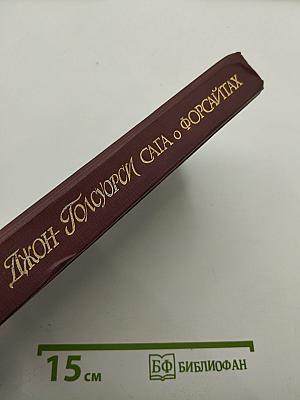 Джон Голсуорси САГА о ФОРСАЙТАХ
15 см
БФ БИБЛИОФАН